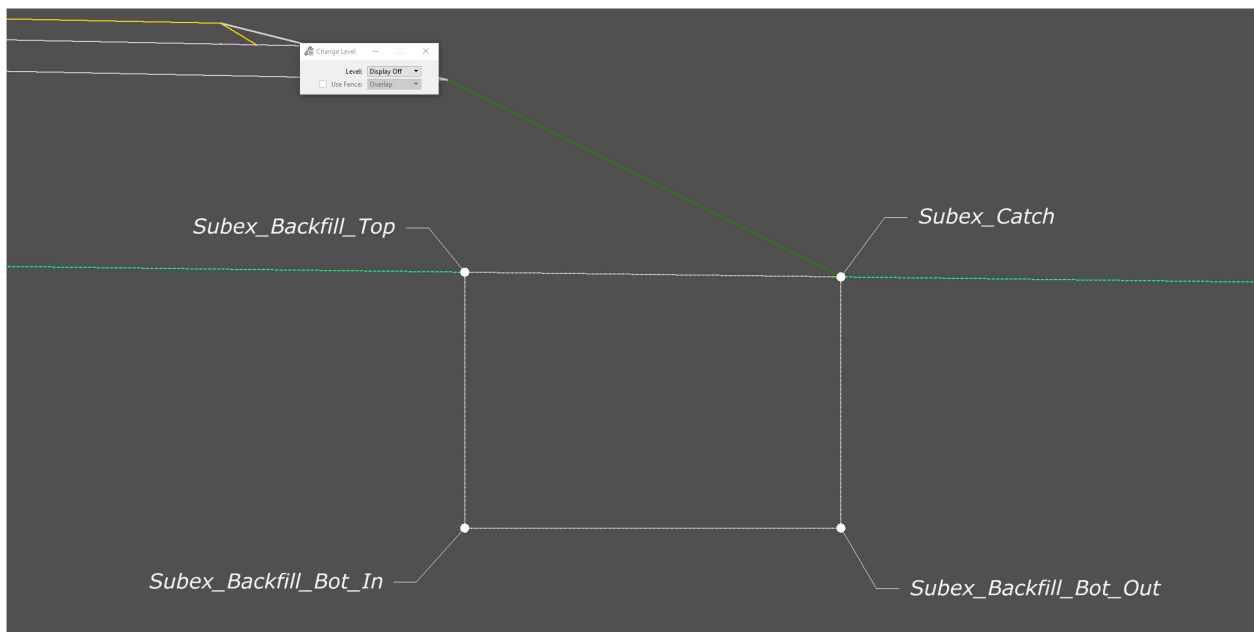 Change Level
Level: Display Off
Use Fence: Overlap
Subex_Backfill_Top
Subex_Catch
Subex_Backfill_Bot_In
Subex_Backfill_Bot_Out